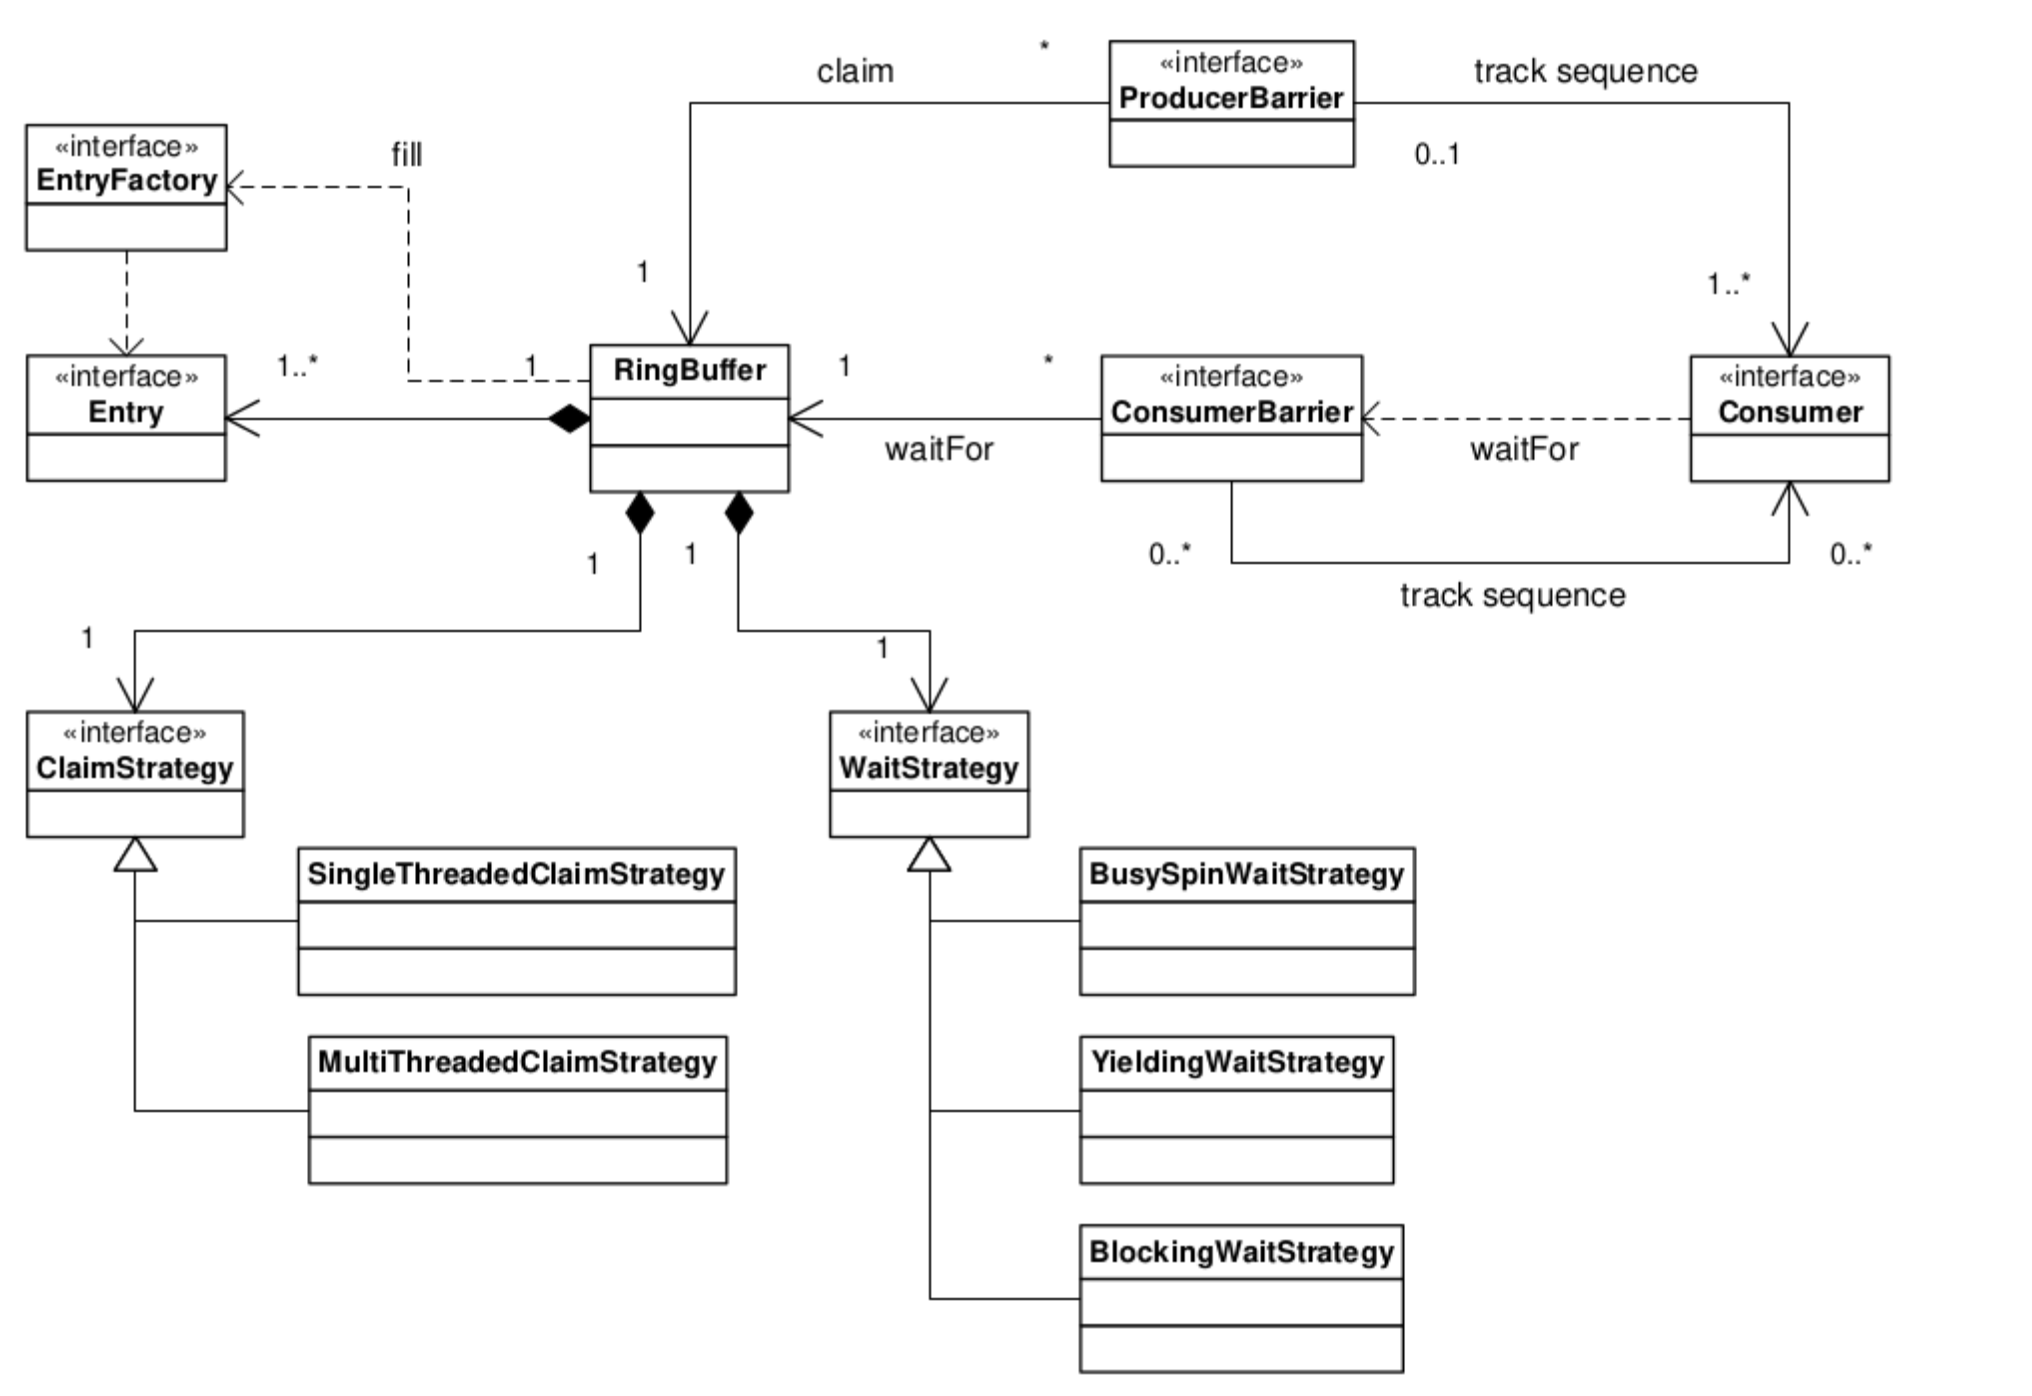 *
claim
«interface»
ProducerBarrier
track sequence
0..1
«interface»
EntryFactory
fill
1
1..*
«interface»
Entry
1..*
1
RingBuffer
1
*
waitFor
«interface»
ConsumerBarrier
waitFor
«interface»
Consumer
1
1
0..*
0..*
track sequence
1
1
«interface»
ClaimStrategy
«interface»
WaitStrategy
SingleThreadedClaimStrategy
BusySpinWaitStrategy
MultiThreadedClaimStrategy
YieldingWaitStrategy
BlockingWaitStrategy